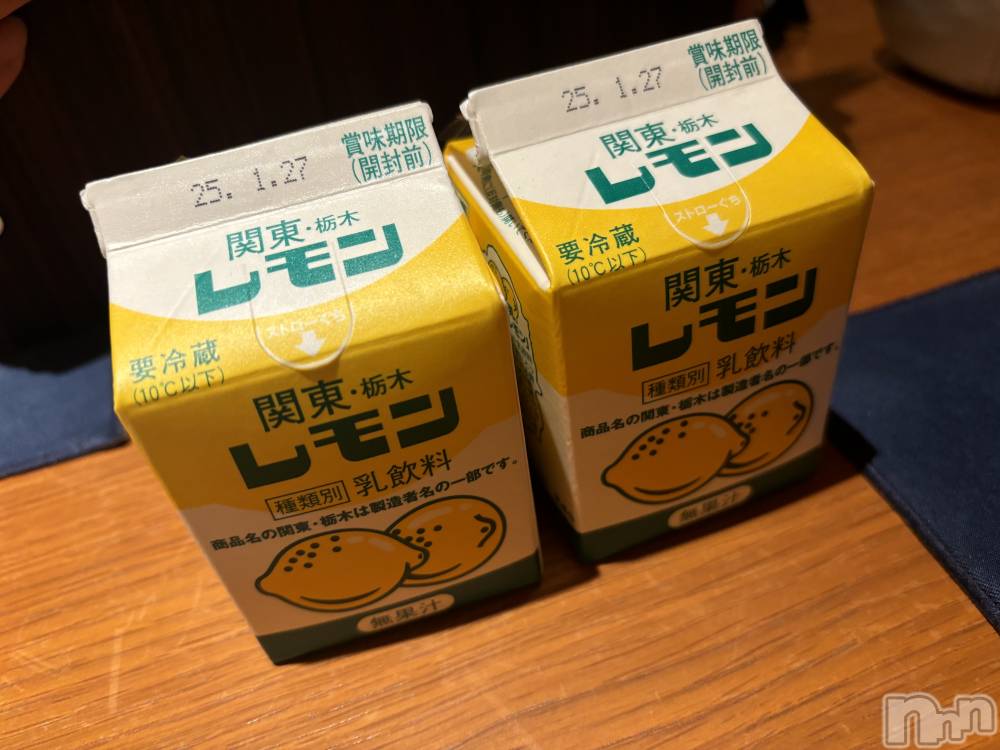 25. 1.27
賞味期限
(開封前)
関東・栃木
レモン
ストローぐち
要冷蔵
(10℃以下)
関東・栃木
レモン
種類別 乳飲料
商品名の関東・栃木は製造者名の一部です。
無果汁
25. 1.27
賞味期限
(開封前)
関東・栃木
レモン
ストローぐち
要冷蔵
(10℃以下)
関東・栃木
レモン
種類別 乳飲料
商品名の関東・栃木は製造者名の一部です。
無果汁
nnn